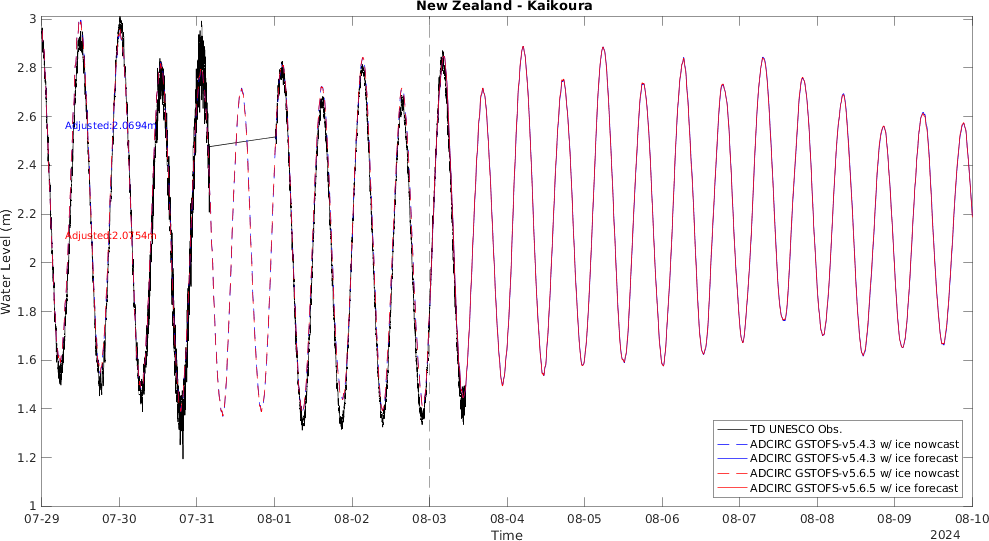 New Zealand - Kaikoura
3
2.8
2.6
2.4
2.2
2
1.8
1.6
1.4
1.2
1
Water Level (m)
Adjusted:2.0694m
Adjusted:2.0754m
TD UNESCO Obs.
ADCIRC GSTOFS-v5.4.3 w/ ice nowcast
ADCIRC GSTOFS-v5.4.3 w/ ice forecast
ADCIRC GSTOFS-v5.6.5 w/ ice nowcast
ADCIRC GSTOFS-v5.6.5 w/ ice forecast
07-29 07-30 07-31 08-01 08-02 08-03 08-04 08-05 08-06 08-07 08-08 08-09 08-10
Time
2024